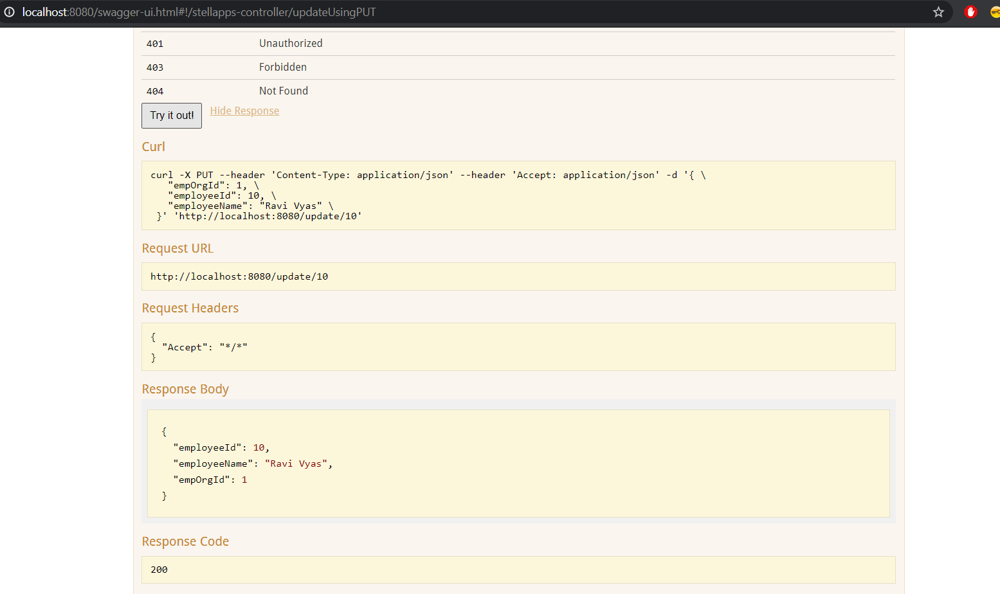 localhost:8080/swagger-ui.html#!/stellapps-controller/updateUsingPUT
401 Unauthorized
403 Forbidden
404 Not Found
Try it out! Hide Response
Curl
curl -X PUT --header 'Content-Type: application/json' --header 'Accept: application/json' -d '{ \
"empOrgId": 1, \
"employeeId": 10, \
"employeeName": "Ravi Vyas" \
}' 'http://localhost:8080/update/10'
Request URL
http://localhost:8080/update/10
Request Headers
{
"Accept": "*/*"
}
Response Body
{
"employeeId": 10,
"employeeName": "Ravi Vyas",
"empOrgId": 1
}
Response Code
200